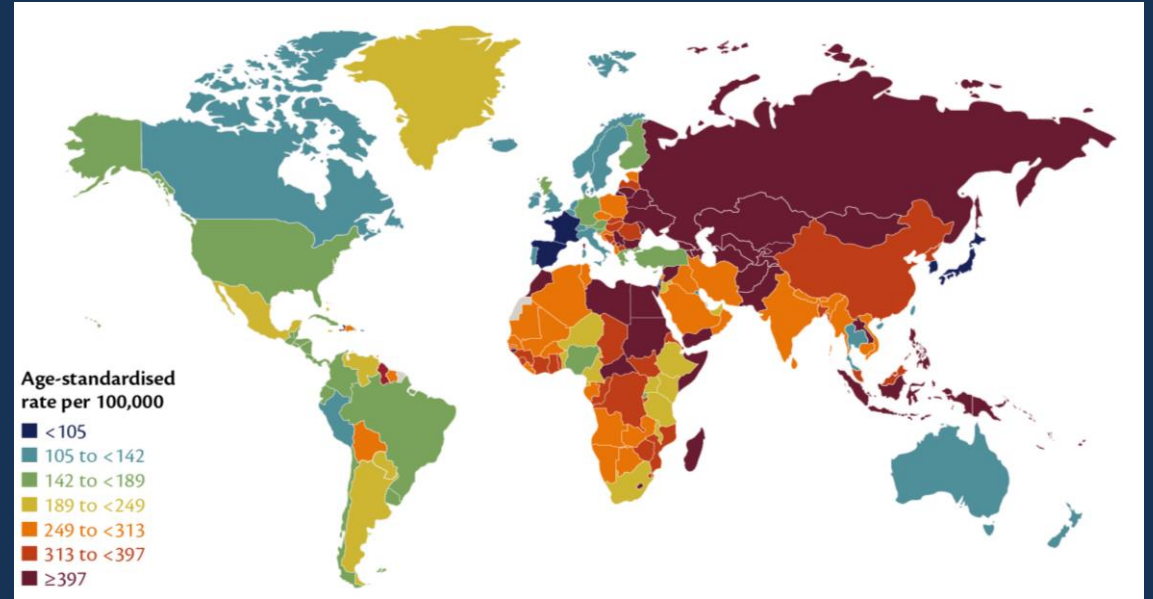 Age-standardised
rate per 100,000
<105
105 to <142
142 to <189
189 to <249
249 to <313
313 to <397
≥397